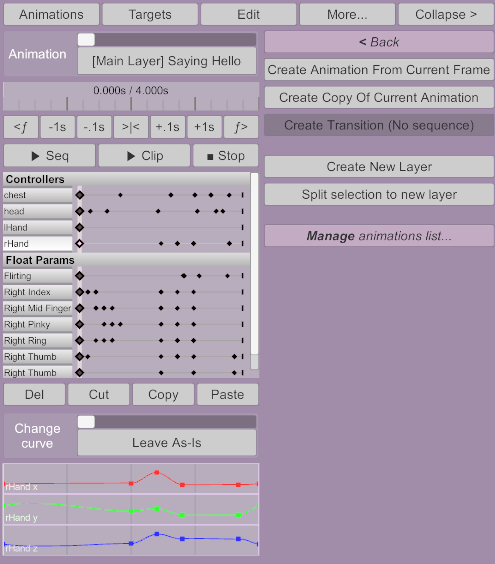 Animations
Targets
Edit
More...
Collapse >
Animation
[Main Layer] Saying Hello
0.000s / 4.000s
<ƒ
-1s
-.1s
>|<
+.1s
+1s
ƒ>
▶ Seq
▶ Clip
■ Stop
Controllers
chest
head
lHand
rHand
Float Params
Flirting
Right Index
Right Mid Finger
Right Pinky
Right Ring
Right Thumb
Right Thumb
Del
Cut
Copy
Paste
Change
curve
Leave As-Is
rHand x
rHand y
rHand z
< Back
Create Animation From Current Frame
Create Copy Of Current Animation
Create Transition (No sequence)
Create New Layer
Split selection to new layer
Manage animations list...